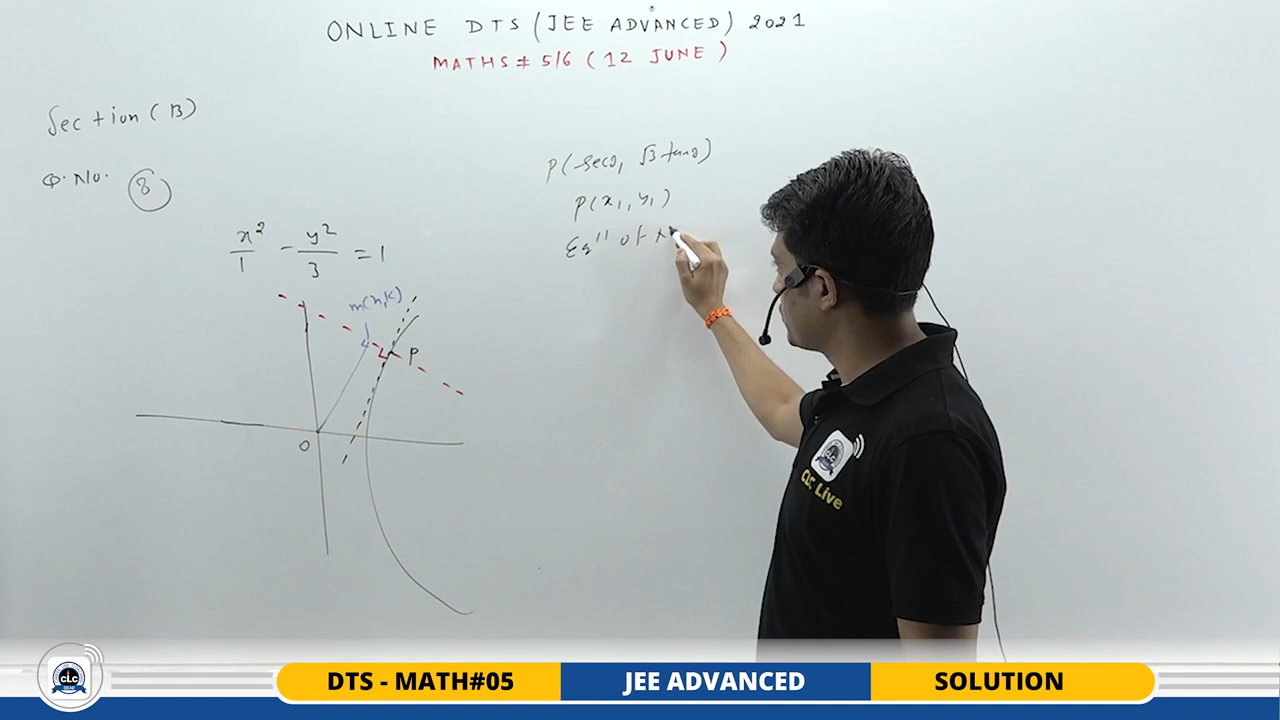 ONLINE DTS (JEE ADVANCED) 2021
MATHS # 5/6 (12 JUNE)
Section (B)
Q. No. 8
x²/1 - y²/3 = 1
m(h,k)
P
O
P(secθ, √3 tanθ)
P(x₁, y₁)
Eqⁿ of
CLC Live
CLC
DTS - MATH#05
JEE ADVANCED
SOLUTION